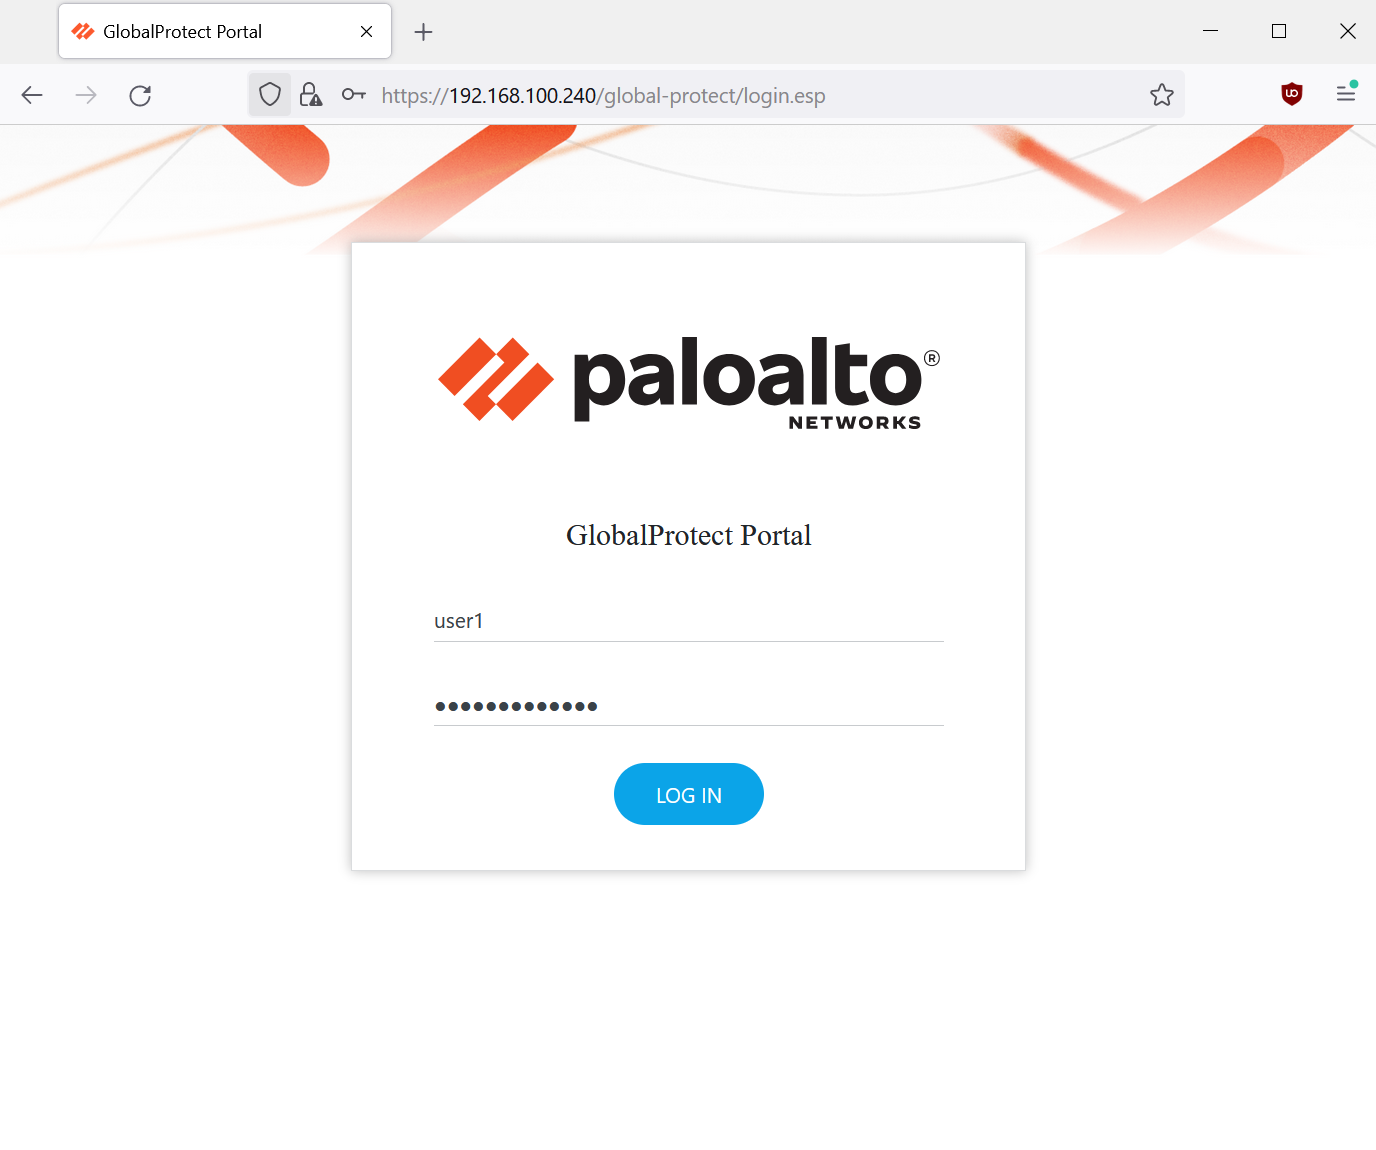 GlobalProtect Portal
https://192.168.100.240/global-protect/login.esp
paloalto®
NETWORKS
GlobalProtect Portal
user1
•••••••••••••
LOG IN